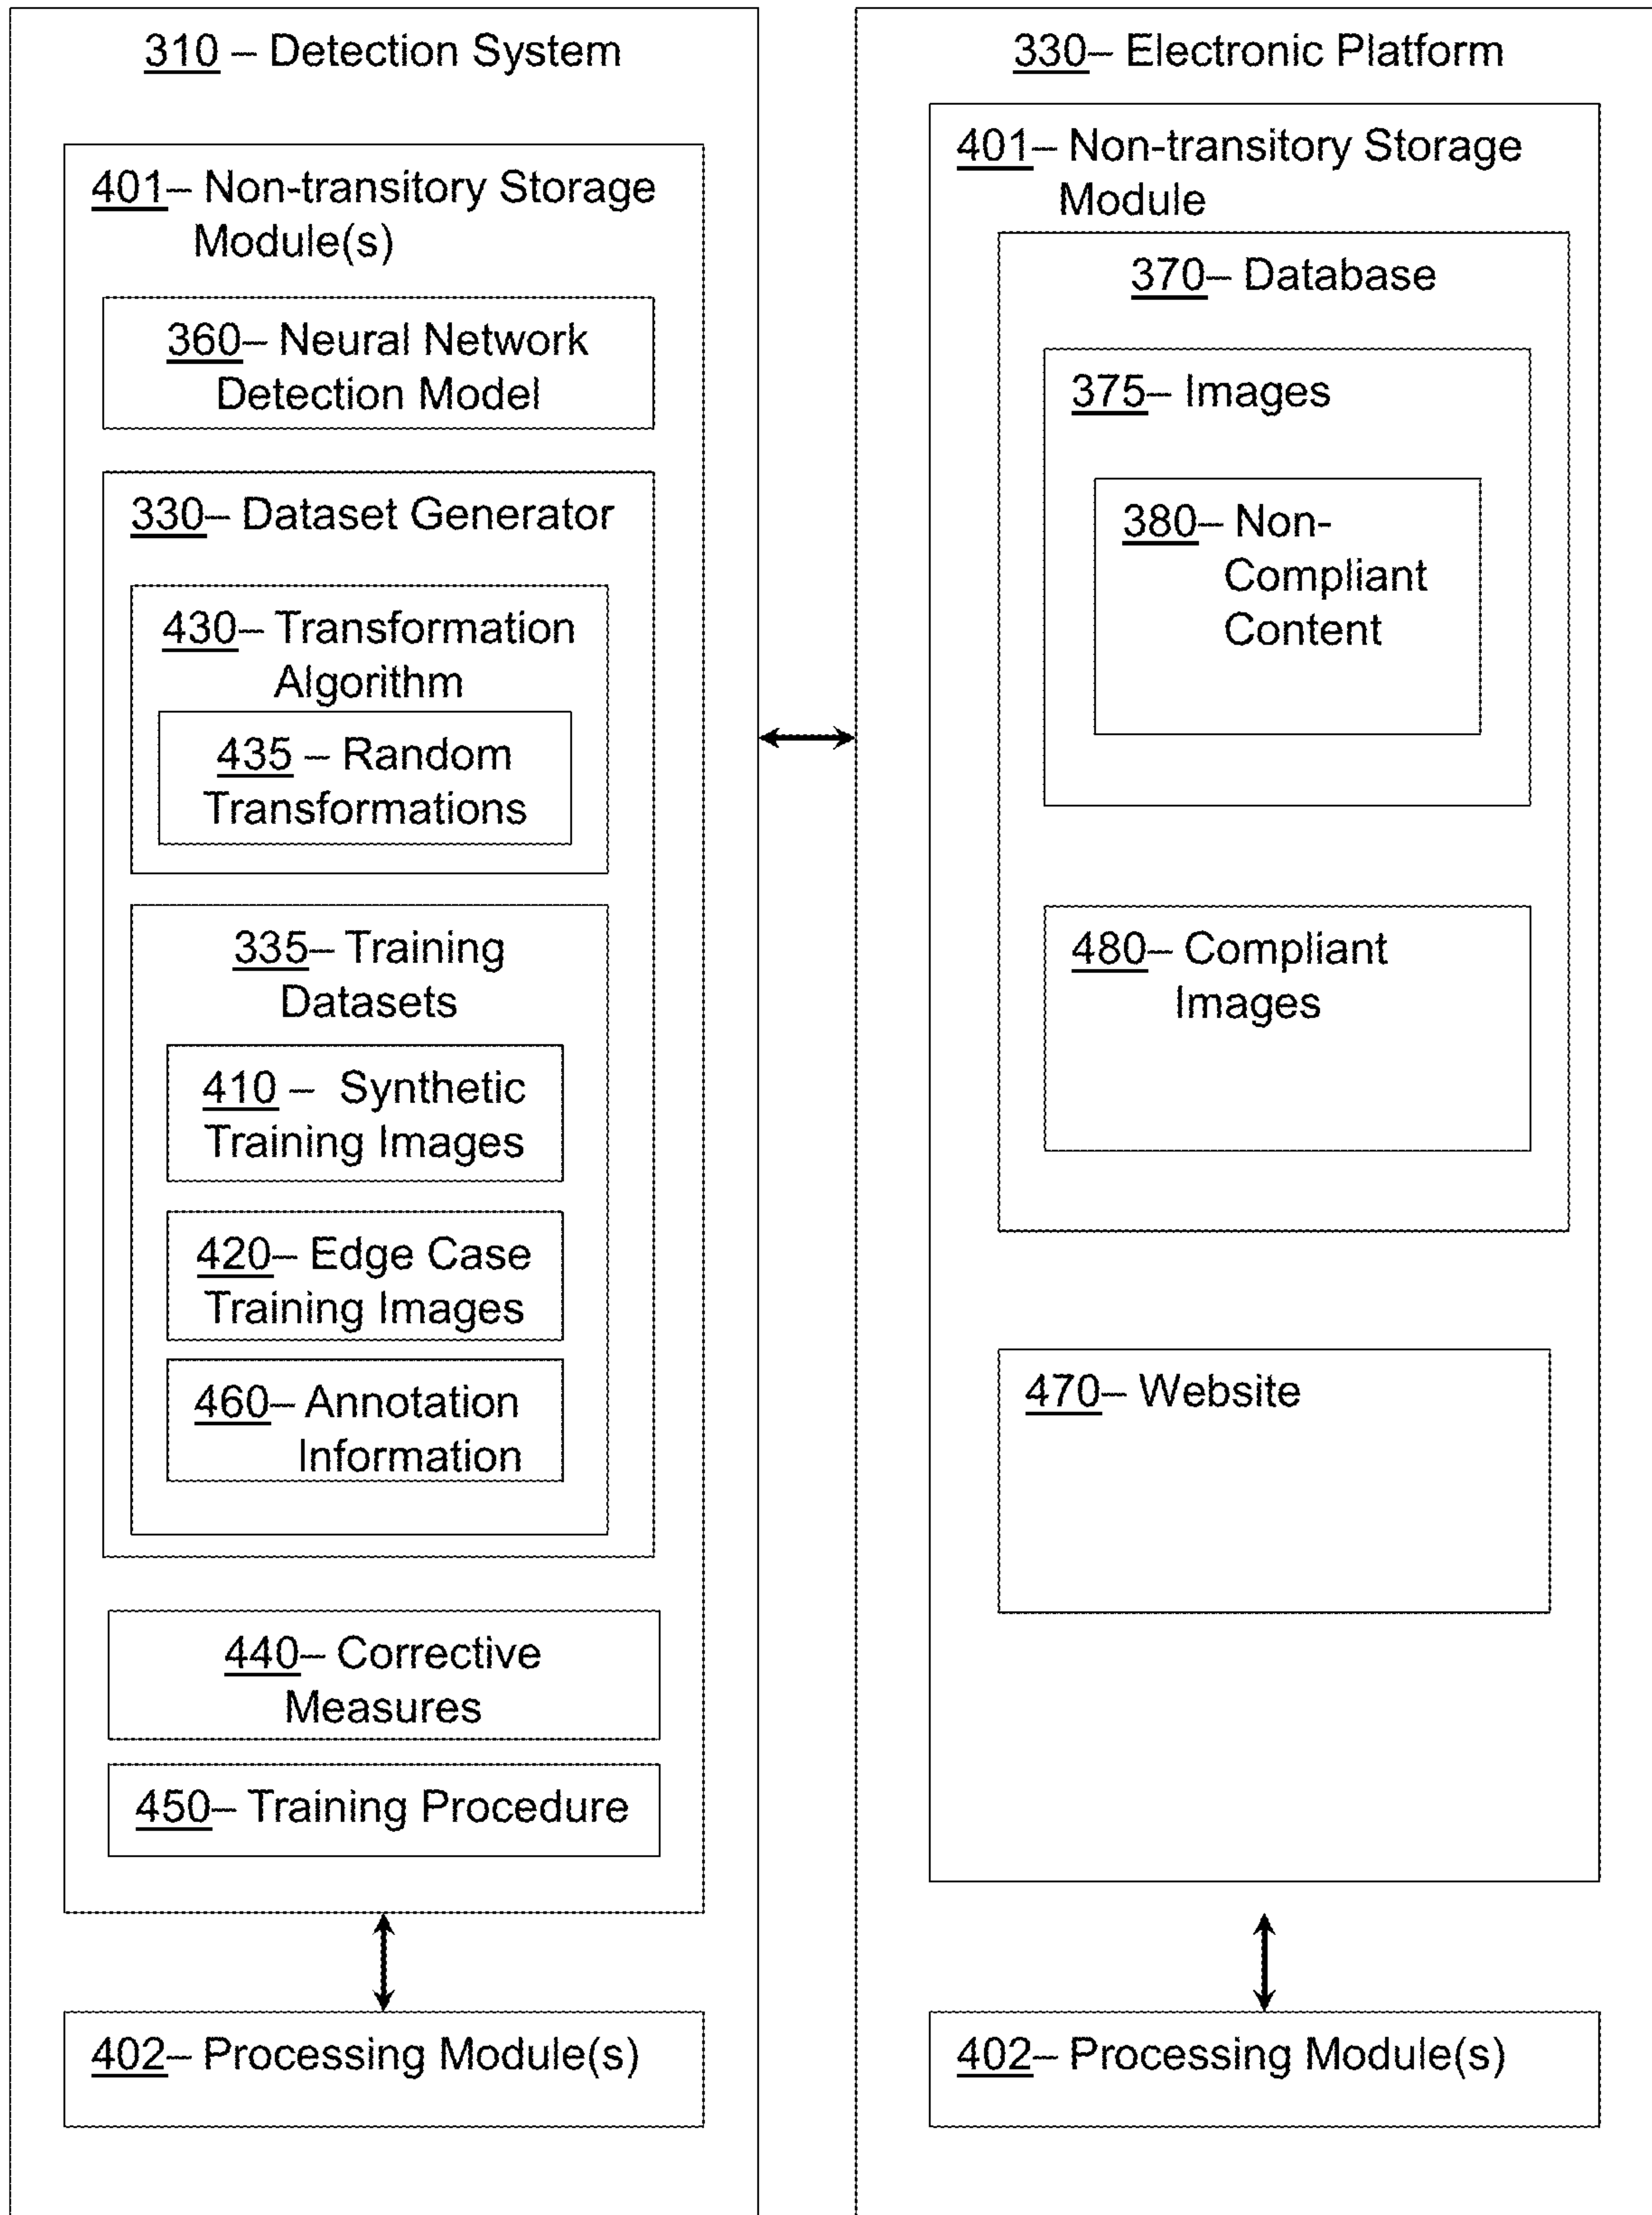 310 – Detection System
401– Non-transitory Storage
Module(s)
360– Neural Network
Detection Model
330– Dataset Generator
430– Transformation
Algorithm
435 – Random
Transformations
335– Training
Datasets
410 – Synthetic
Training Images
420– Edge Case
Training Images
460– Annotation
Information
440– Corrective
Measures
450– Training Procedure
402– Processing Module(s)
330– Electronic Platform
401– Non-transitory Storage
Module
370– Database
375– Images
380– Non-
Compliant
Content
480– Compliant
Images
470– Website
402– Processing Module(s)